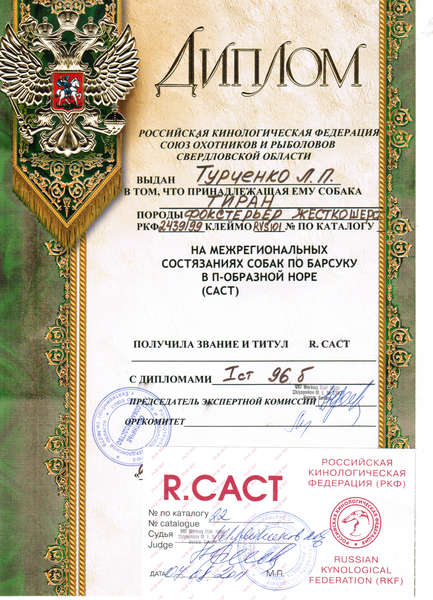 ДИПЛОМ
РОССИЙСКАЯ КИНОЛОГИЧЕСКАЯ ФЕДЕРАЦИЯ
СОЮЗ ОХОТНИКОВ И РЫБОЛОВОВ
СВЕРДЛОВСКОЙ ОБЛАСТИ
ВЫДАН Турченко Л.П.
В ТОМ, ЧТО ПРИНАДЛЕЖАЩАЯ ЕМУ СОБАКА
ТИРАН
ПОРОДЫ ФОКСТЕРЬЕР ЖЕСТКОШЕРС
РКФ 2439199 КЛЕЙМО RVS101 № ПО КАТАЛОГУ
НА МЕЖРЕГИОНАЛЬНЫХ
СОСТЯЗАНИЯХ СОБАК ПО БАРСУКУ
В П-ОБРАЗНОЙ НОРЕ
(САСТ)
ПОЛУЧИЛА ЗВАНИЕ И ТИТУЛ R. CACT
С ДИПЛОМАМИ I ст 96 б
ПРЕДСЕДАТЕЛЬ ЭКСПЕРТНОЙ КОМИССИИ
ОРГКОМИТЕТ
R.CACT
РОССИЙСКАЯ
КИНОЛОГИЧЕСКАЯ
ФЕДЕРАЦИЯ (РКФ)
№ по каталогу 22
№ catalogue
Судья
Judge
ДАТА
М.П.
RUSSIAN
KYNOLOGICAL
FEDERATION (RKF)